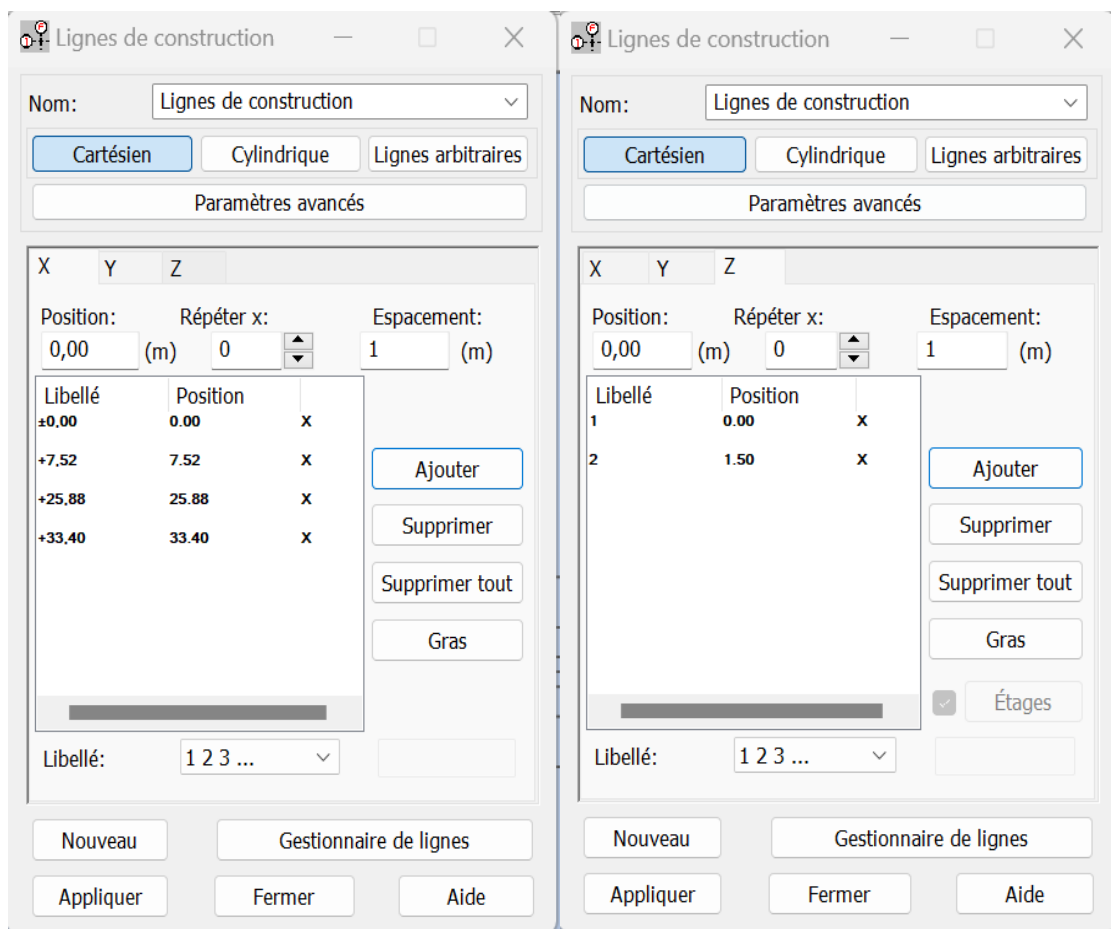 Lignes de construction
Nom: Lignes de construction
Cartésien Cylindrique Lignes arbitraires
Paramètres avancés
X Y Z
Position: Répéter x: Espacement:
0,00 (m) 0 1 (m)
Libellé Position
±0,00 0.00 X
+7,52 7.52 X
Ajouter
+25,88 25.88 X
Supprimer
+33,40 33.40 X
Supprimer tout
Gras
Libellé: 1 2 3 ...
Nouveau Gestionnaire de lignes
Appliquer Fermer Aide
Lignes de construction
Nom: Lignes de construction
Cartésien Cylindrique Lignes arbitraires
Paramètres avancés
X Y Z
Position: Répéter x: Espacement:
0,00 (m) 0 1 (m)
Libellé Position
1 0.00 X
2 1.50 X
Ajouter
Supprimer
Supprimer tout
Gras
Étages
Libellé: 1 2 3 ...
Nouveau Gestionnaire de lignes
Appliquer Fermer Aide